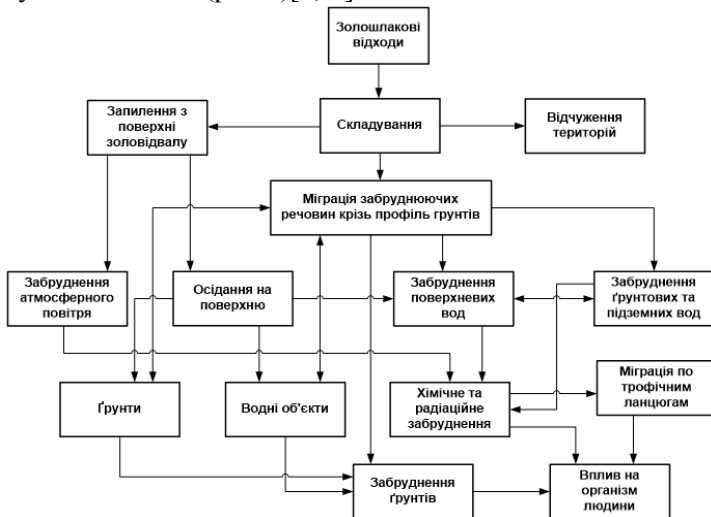 Золошлакові
відходи
Запилення з
поверхні
золовідвалу
Складування
Відчуження
територій
Міграція забруднюючих
речовин крізь профіль грунтів
Забруднення
атмосферного
повітря
Осідання на
поверхню
Забруднення
поверхневих
вод
Забруднення
ґрунтових та
підземних вод
Ґрунти
Водні об'єкти
Хімічне та
радіаційне
забруднення
Міграція по
трофічним
ланцюгам
Забруднення
ґрунтів
Вплив на
організм
людини